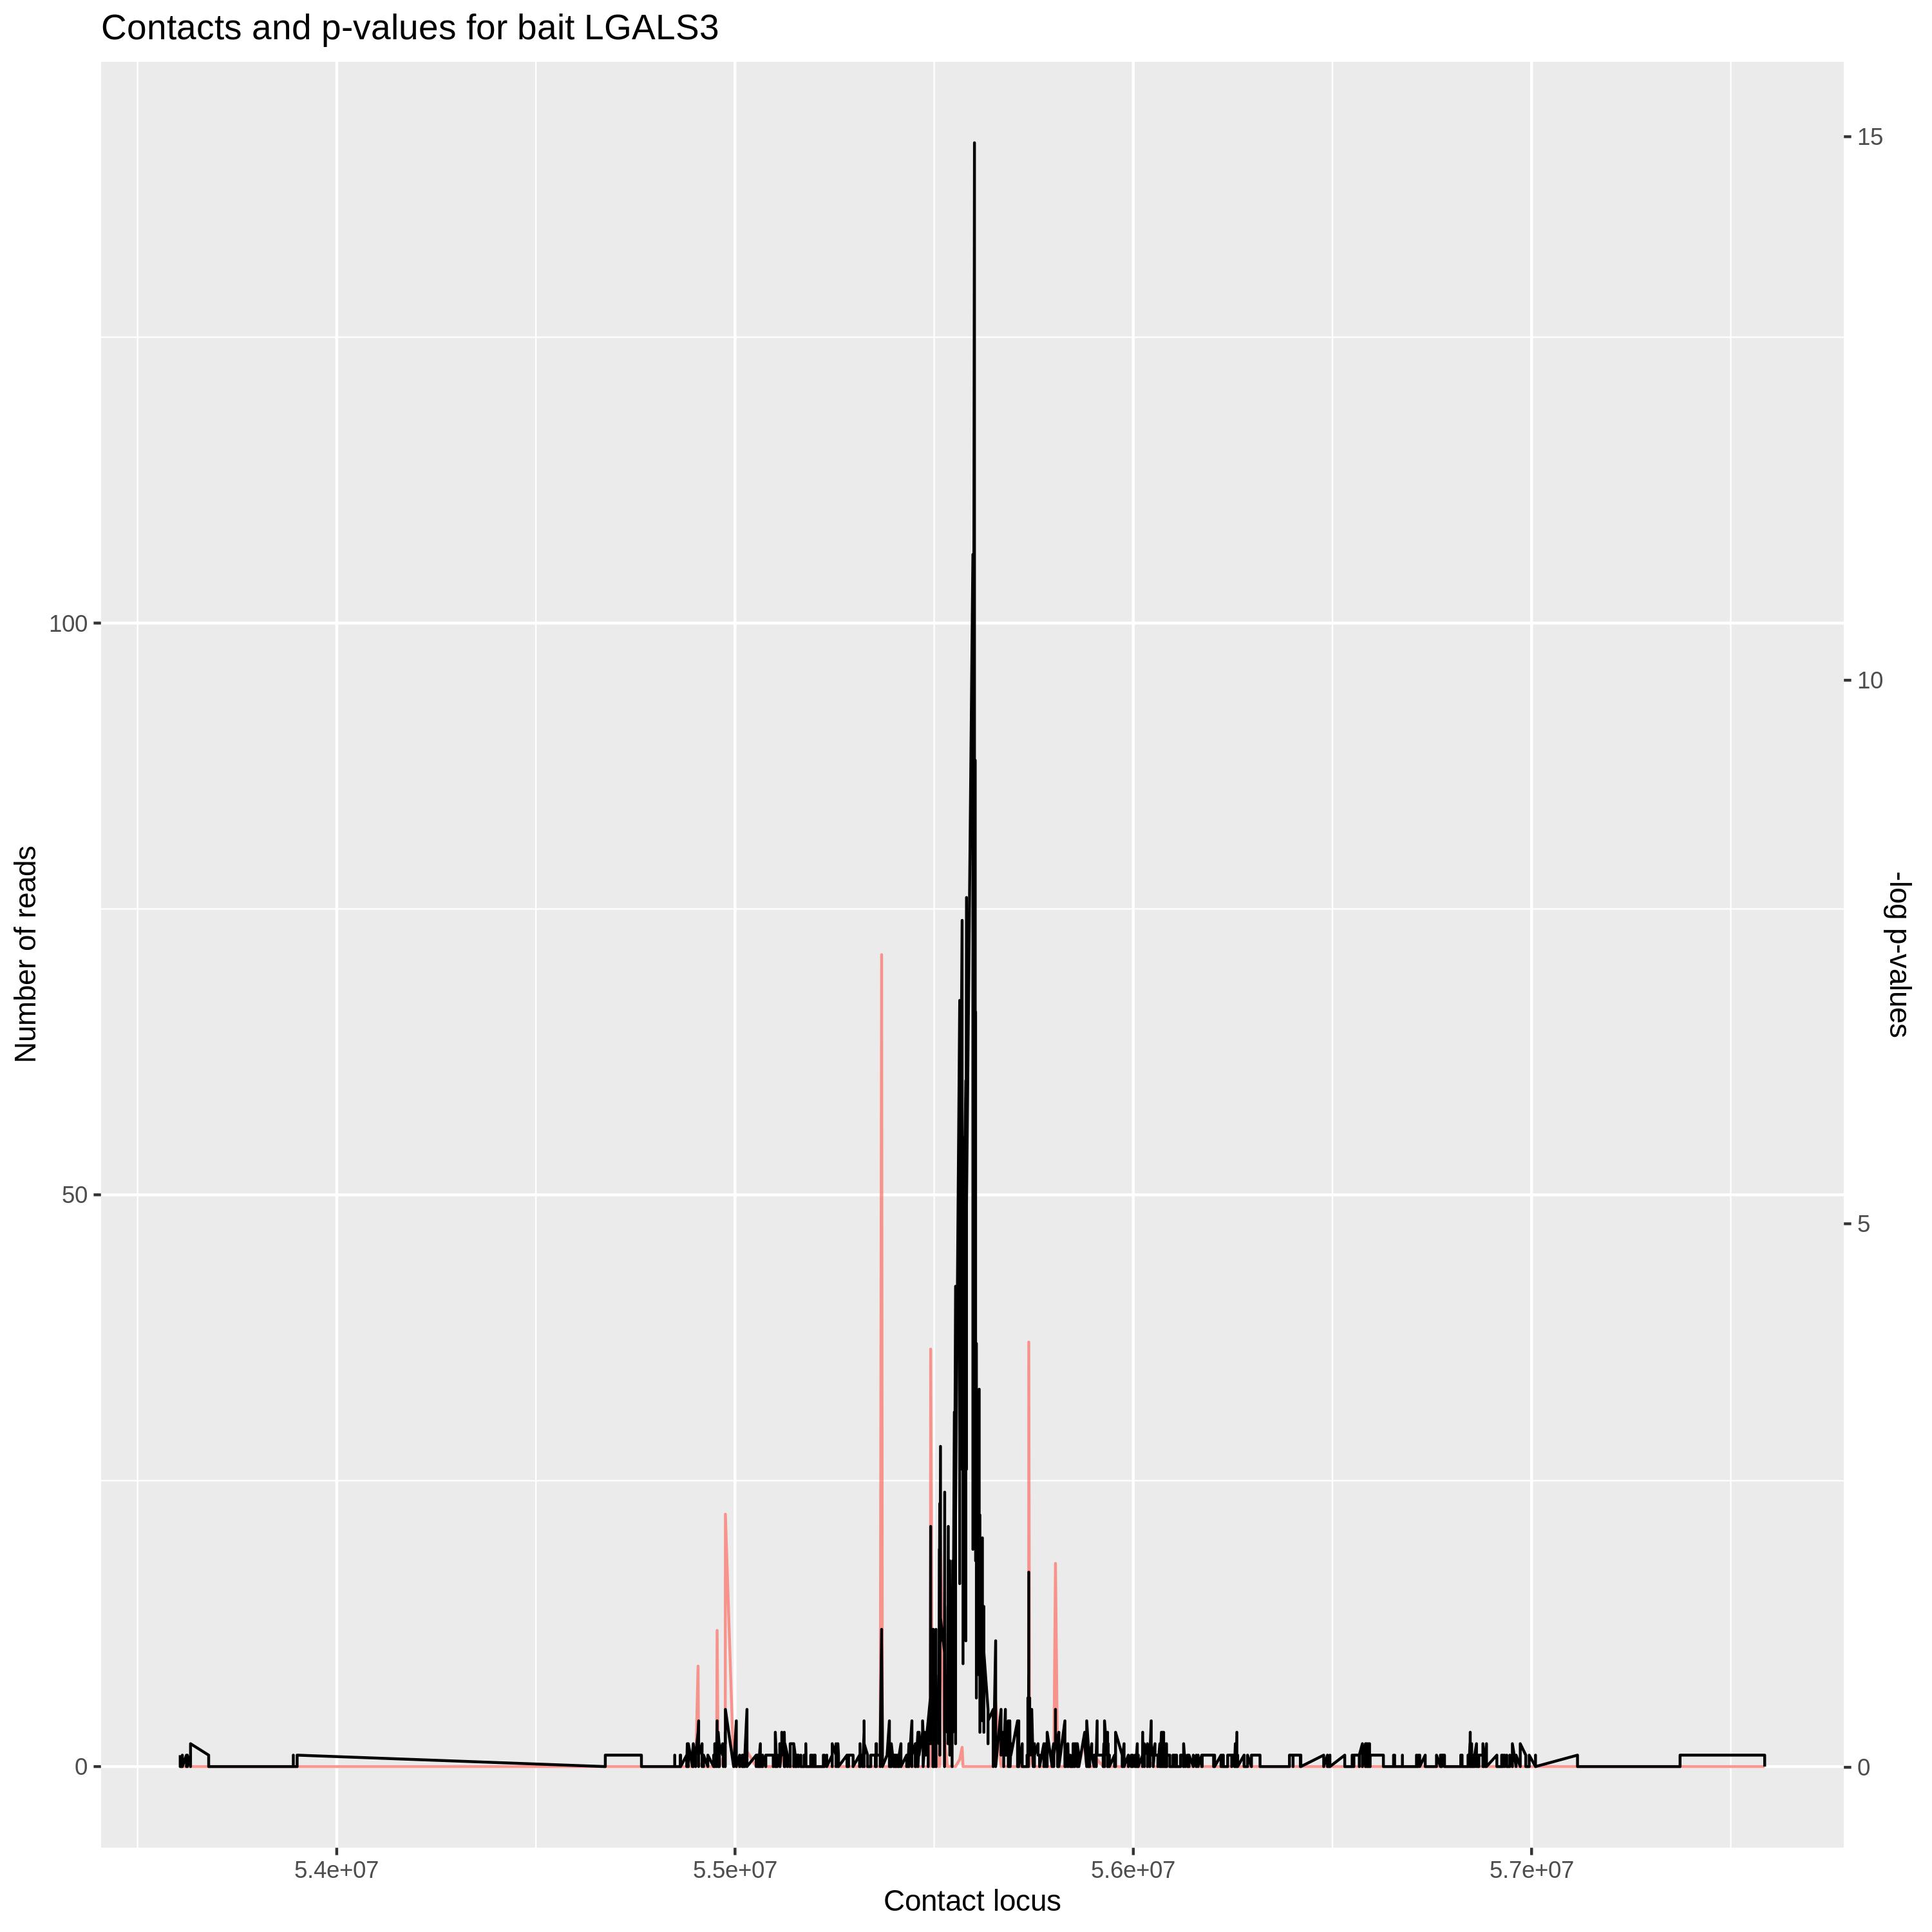 Contacts and p-values for bait LGALS3
Number of reads
100
50
0
15
10
5
0
-log p-values
5.4e+07
5.5e+07
5.6e+07
5.7e+07
Contact locus